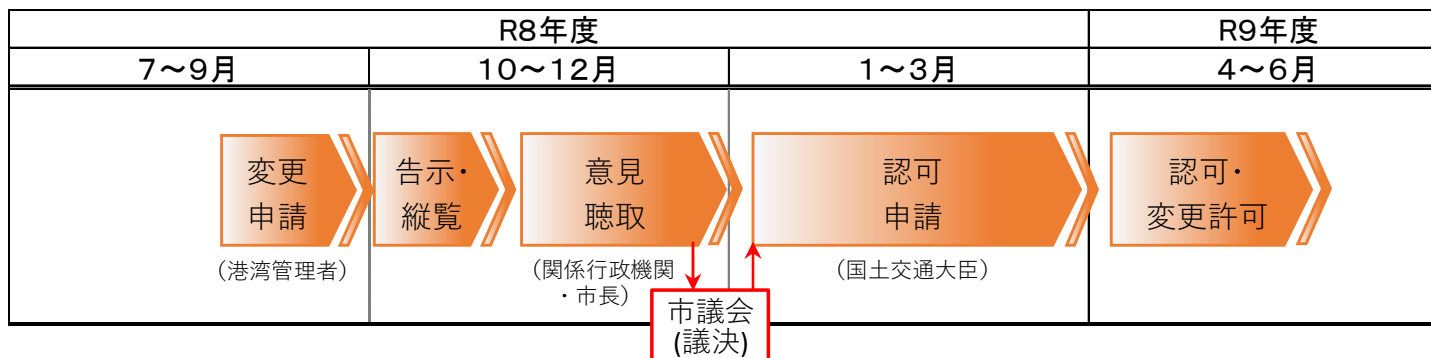 R8年度
R9年度
7～9月
10～12月
1～3月
4～6月
変更
申請
告示・
縦覧
意見
聴取
認可
申請
認可・
変更許可
（港湾管理者）
（関係行政機関
・市長）
（国土交通大臣）
市議会
(議決)